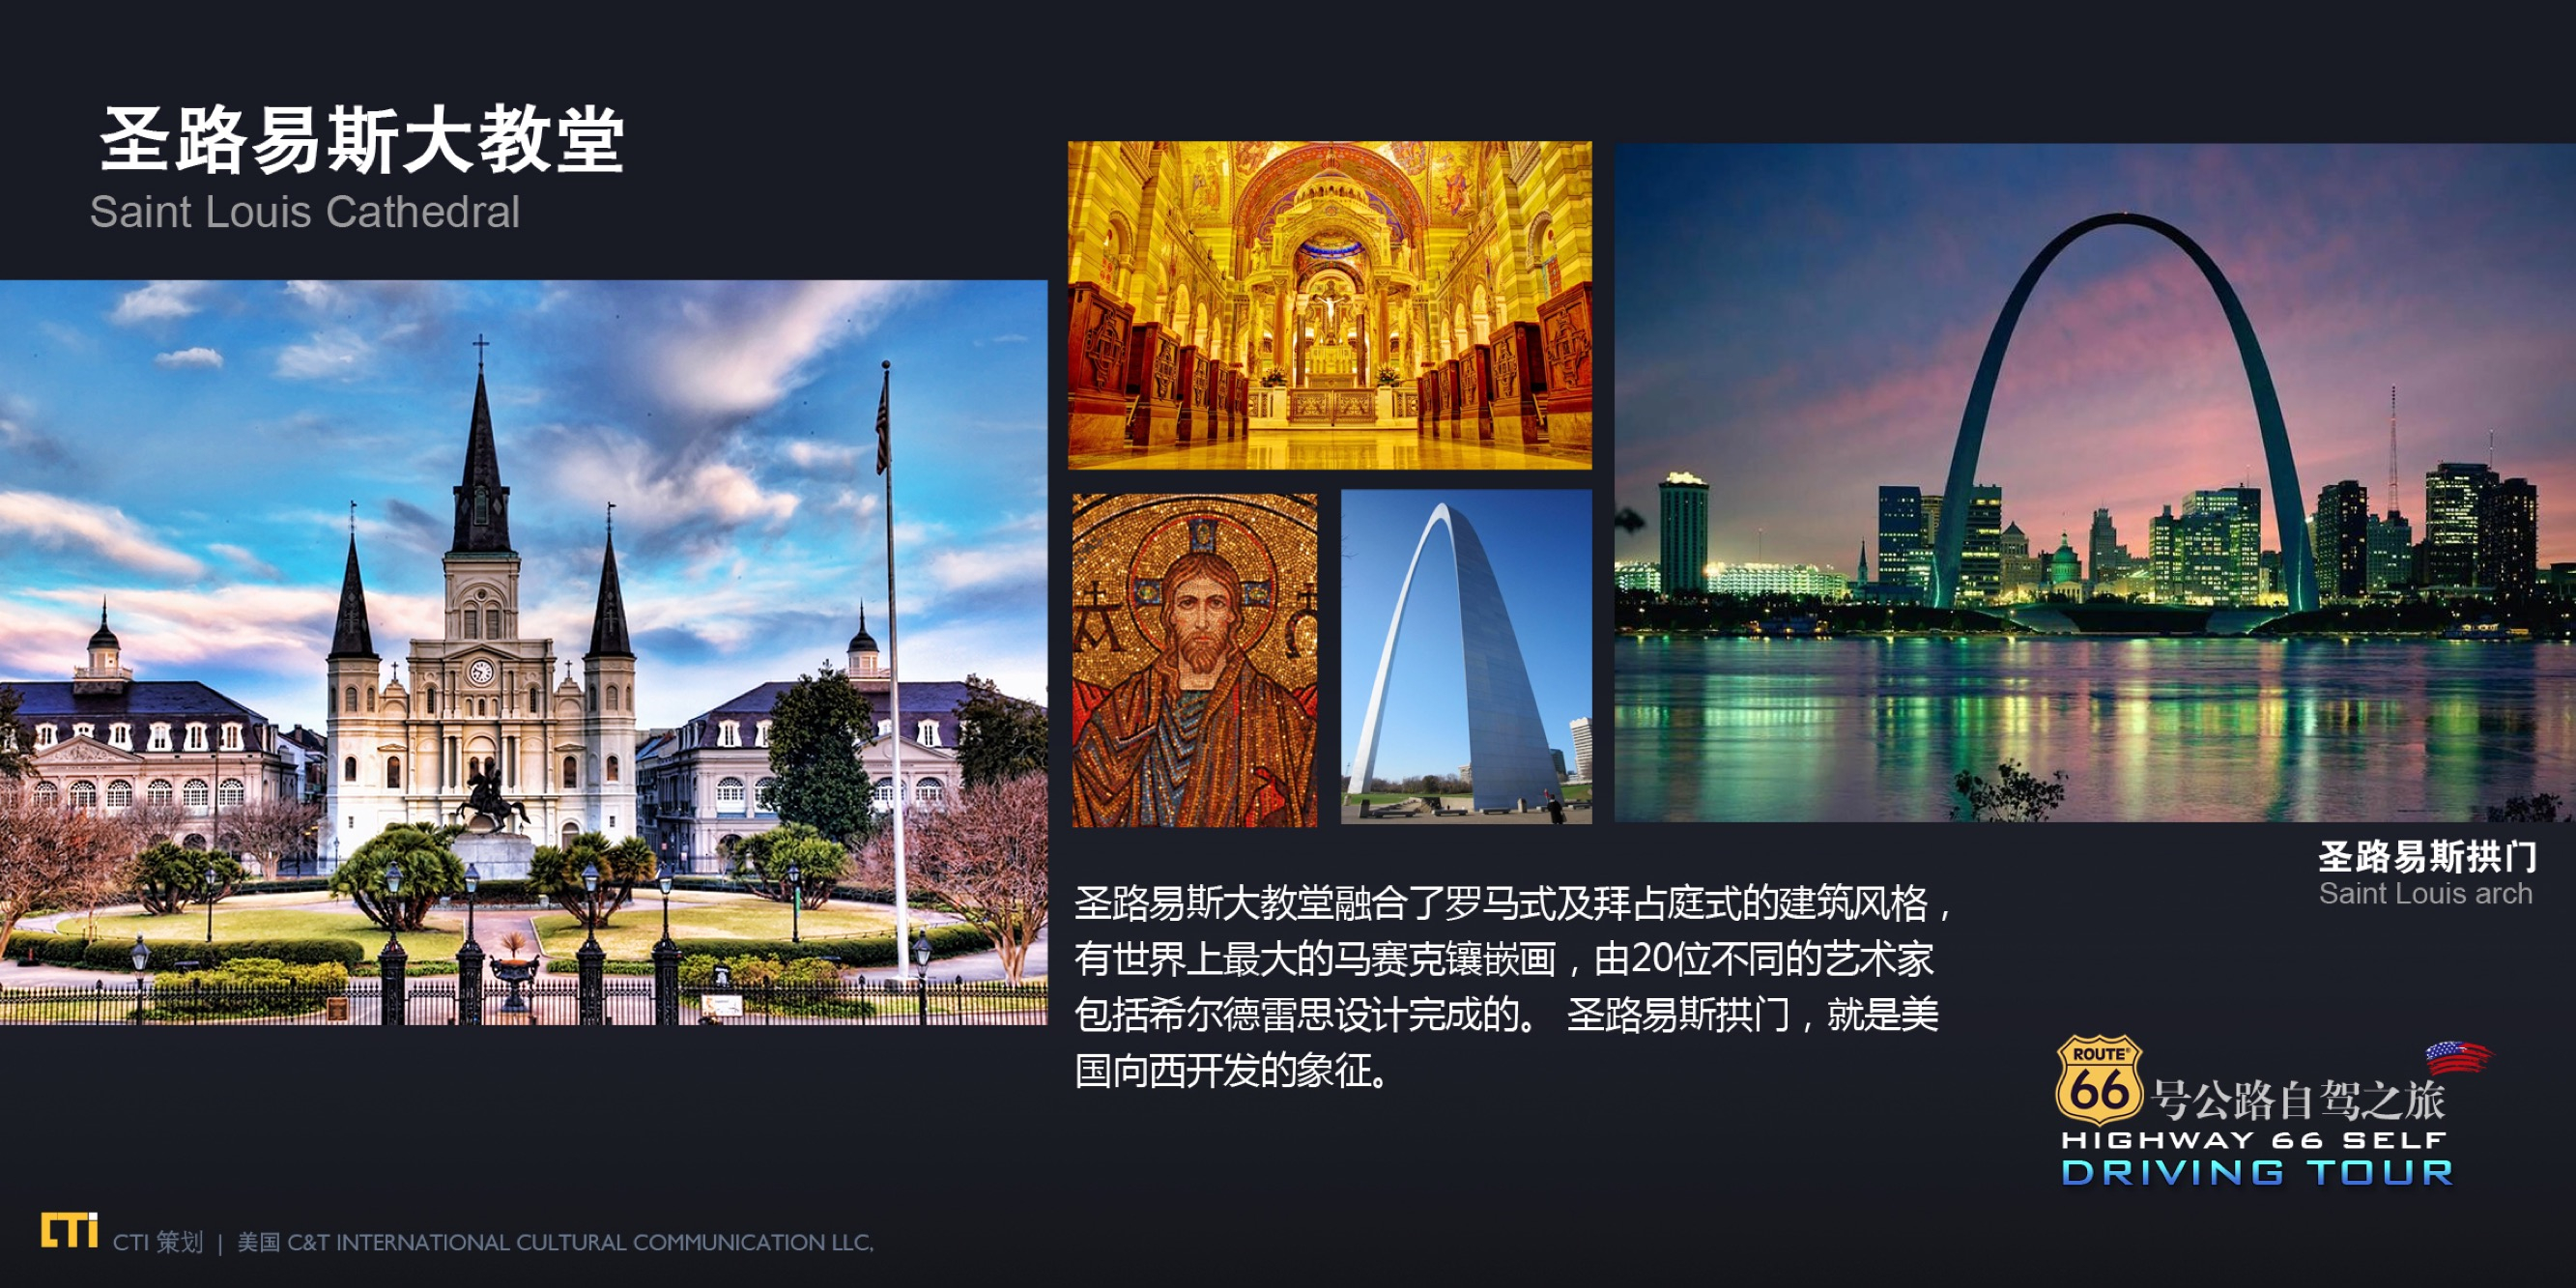 圣路易斯大教堂
Saint Louis Cathedral
圣路易斯拱门
Saint Louis arch
圣路易斯大教堂融合了罗马式及拜占庭式的建筑风格，
有世界上最大的马赛克镶嵌画，由20位不同的艺术家
包括希尔德雷思设计完成的。 圣路易斯拱门，就是美
国向西开发的象征。
ROUTE
66 号公路自驾之旅
HIGHWAY 66 SELF
DRIVING TOUR
CTi CTI 策划 | 美国 C&T INTERNATIONAL CULTURAL COMMUNICATION LLC,